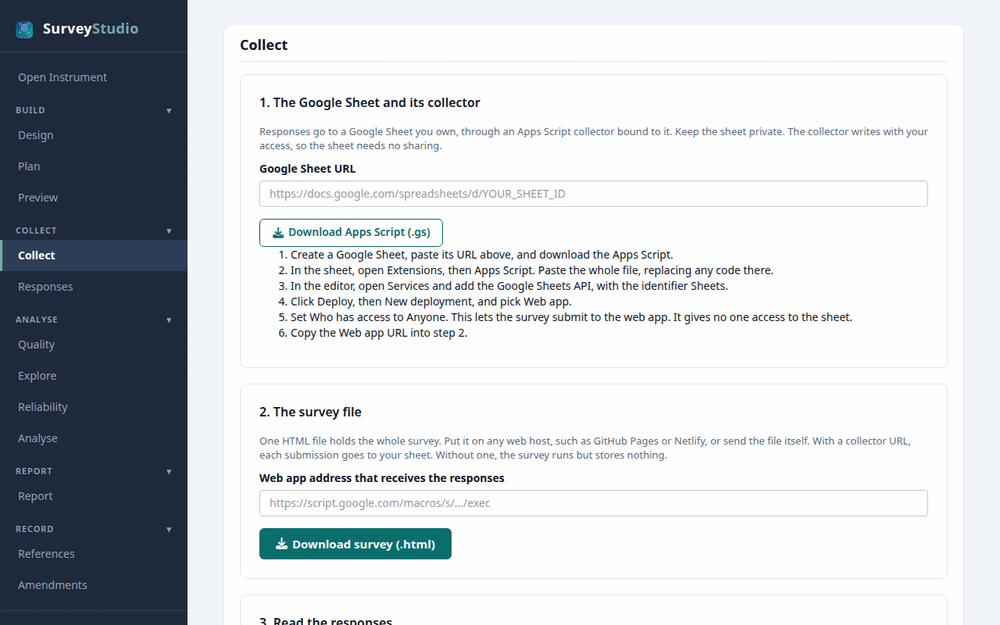 SurveyStudio
Open Instrument
BUILD
Design
Plan
Preview
COLLECT
Collect
Responses
ANALYSE
Quality
Explore
Reliability
Analyse
REPORT
Report
RECORD
References
Amendments
Collect
1. The Google Sheet and its collector
Responses go to a Google Sheet you own, through an Apps Script collector bound to it. Keep the sheet private. The collector writes with your
access, so the sheet needs no sharing.
Google Sheet URL
https://docs.google.com/spreadsheets/d/YOUR_SHEET_ID
Download Apps Script (.gs)
1. Create a Google Sheet, paste its URL above, and download the Apps Script.
2. In the sheet, open Extensions, then Apps Script. Paste the whole file, replacing any code there.
3. In the editor, open Services and add the Google Sheets API, with the identifier Sheets.
4. Click Deploy, then New deployment, and pick Web app.
5. Set Who has access to Anyone. This lets the survey submit to the web app. It gives no one access to the sheet.
6. Copy the Web app URL into step 2.
2. The survey file
One HTML file holds the whole survey. Put it on any web host, such as GitHub Pages or Netlify, or send the file itself. With a collector URL,
each submission goes to your sheet. Without one, the survey runs but stores nothing.
Web app address that receives the responses
https://script.google.com/macros/s/.../exec
Download survey (.html)
3. Read the responses